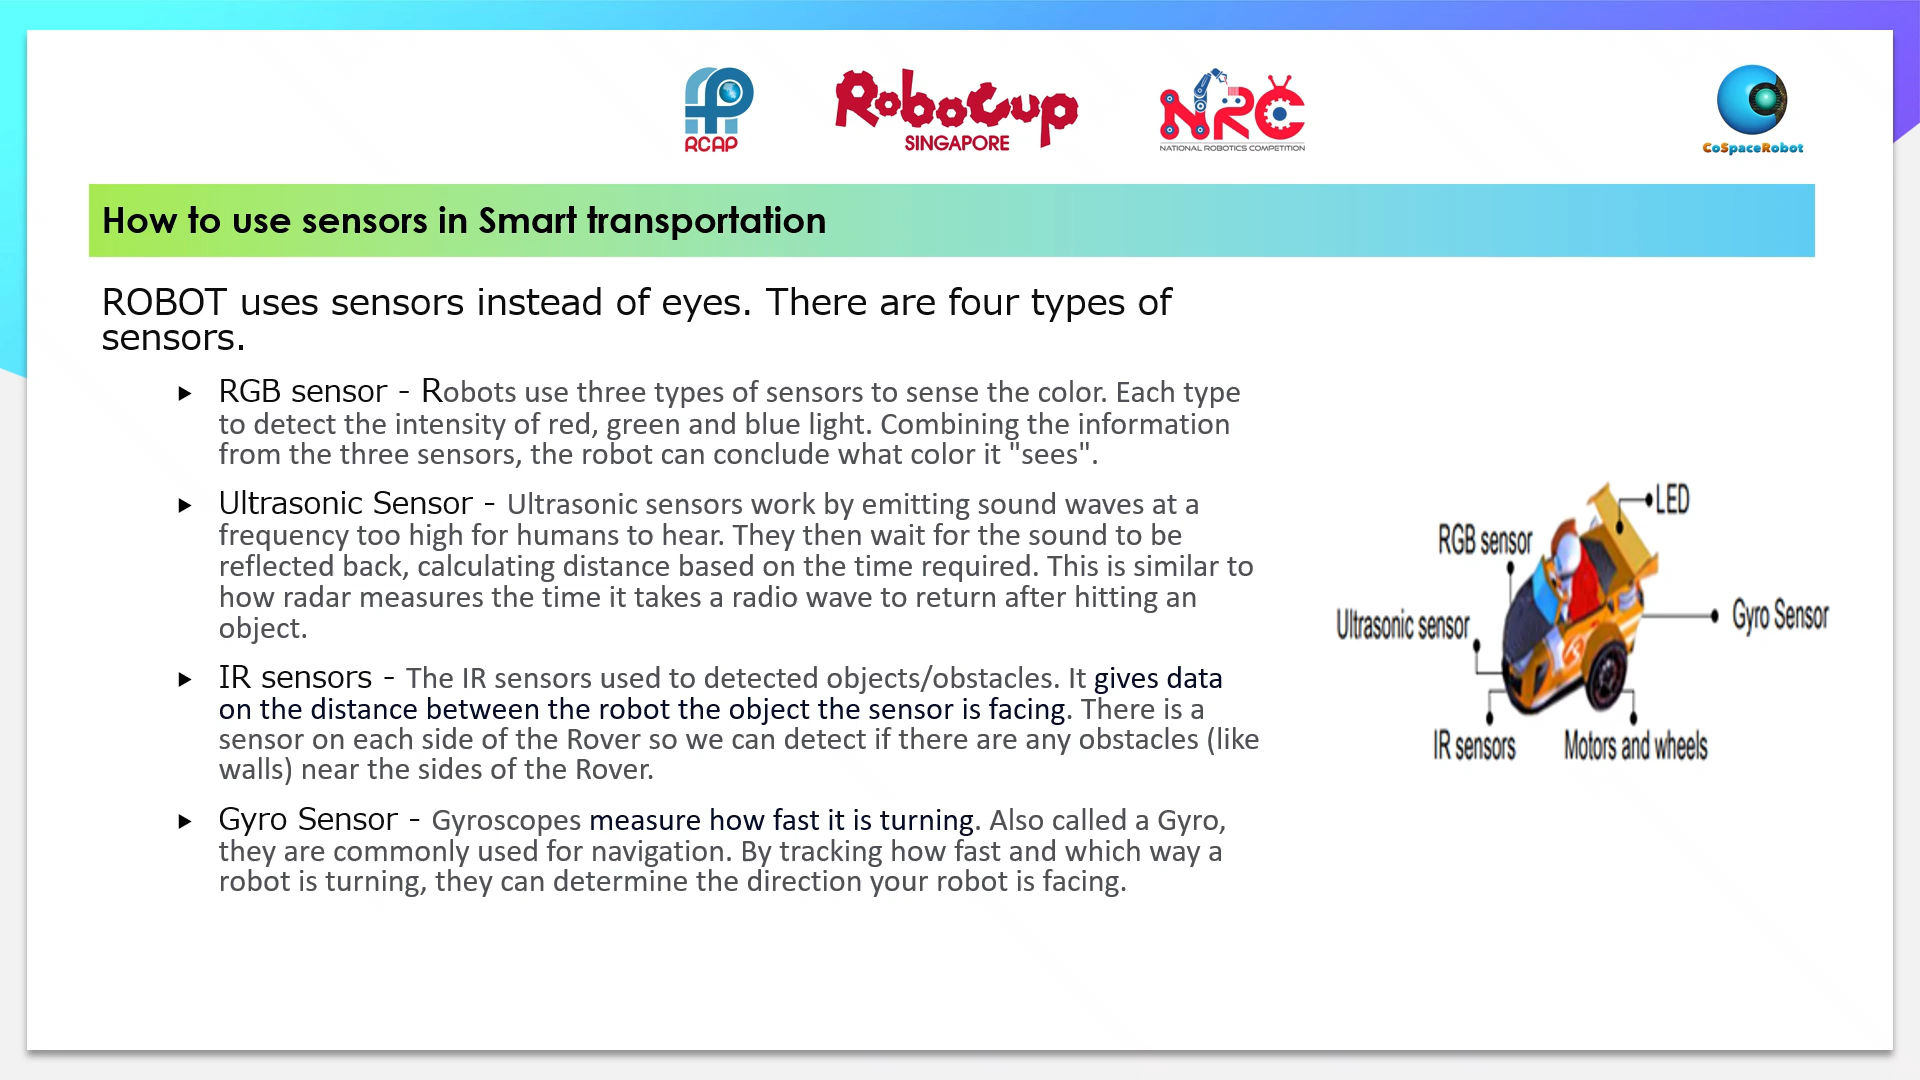 RCAP
RoboCup
SINGAPORE
NRC
NATIONAL ROBOTICS COMPETITION
CoSpaceRobot
How to use sensors in Smart transportation
ROBOT uses sensors instead of eyes. There are four types of
sensors.
RGB sensor - Robots use three types of sensors to sense the color. Each type
to detect the intensity of red, green and blue light. Combining the information
from the three sensors, the robot can conclude what color it "sees".
Ultrasonic Sensor - Ultrasonic sensors work by emitting sound waves at a
frequency too high for humans to hear. They then wait for the sound to be
reflected back, calculating distance based on the time required. This is similar to
how radar measures the time it takes a radio wave to return after hitting an
object.
IR sensors - The IR sensors used to detected objects/obstacles. It gives data
on the distance between the robot the object the sensor is facing. There is a
sensor on each side of the Rover so we can detect if there are any obstacles (like
walls) near the sides of the Rover.
Gyro Sensor - Gyroscopes measure how fast it is turning. Also called a Gyro,
they are commonly used for navigation. By tracking how fast and which way a
robot is turning, they can determine the direction your robot is facing.
LED
RGB sensor
Ultrasonic sensor
Gyro Sensor
IR sensors
Motors and wheels